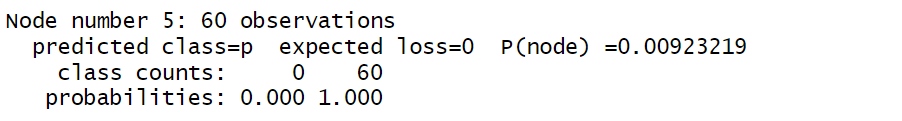 Node number 5: 60 observations
  predicted class=p  expected loss=0  P(node) =0.00923219
    class counts:     0    60
   probabilities: 0.000 1.000